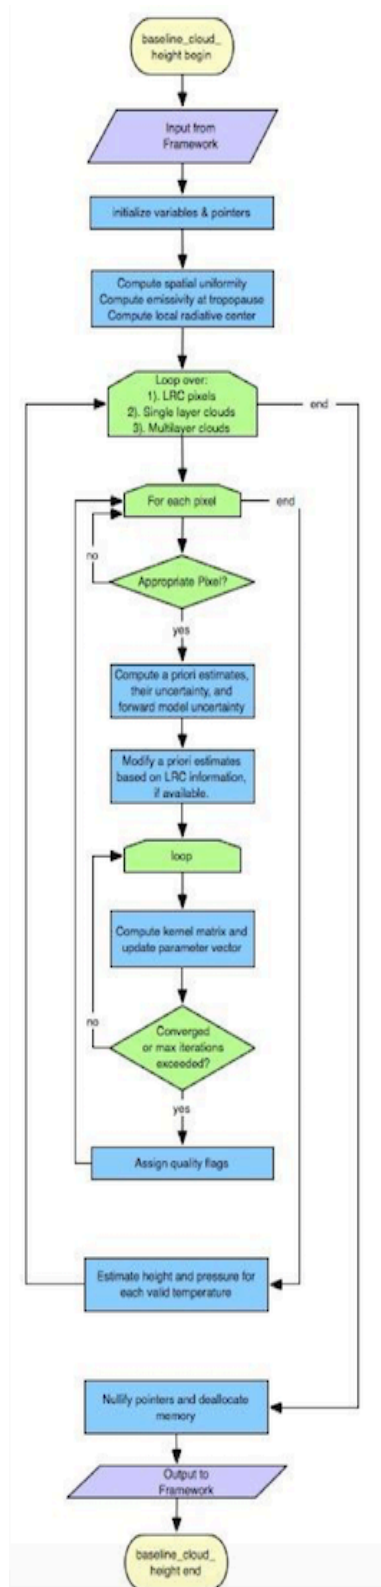 baseline_cloud_
height begin
Input from
Framework
initialize variables & pointers
Compute spatial uniformity
Compute emissivity at tropopause
Compute local radiative center
Loop over:
1). LRC pixels
2). Single layer clouds
3). Multilayer clouds
end
For each pixel
end
no
Appropriate Pixel?
yes
Compute a priori estimates,
their uncertainty, and
forward model uncertainty
Modify a priori estimates
based on LRC information,
if available.
loop
Compute kernel matrix and
update parameter vector
no
Converged
or max iterations
exceeded?
yes
Assign quality flags
Estimate height and pressure for
each valid temperature
Nullify pointers and deallocate
memory
Output to
Framework
baseline_cloud_
height end